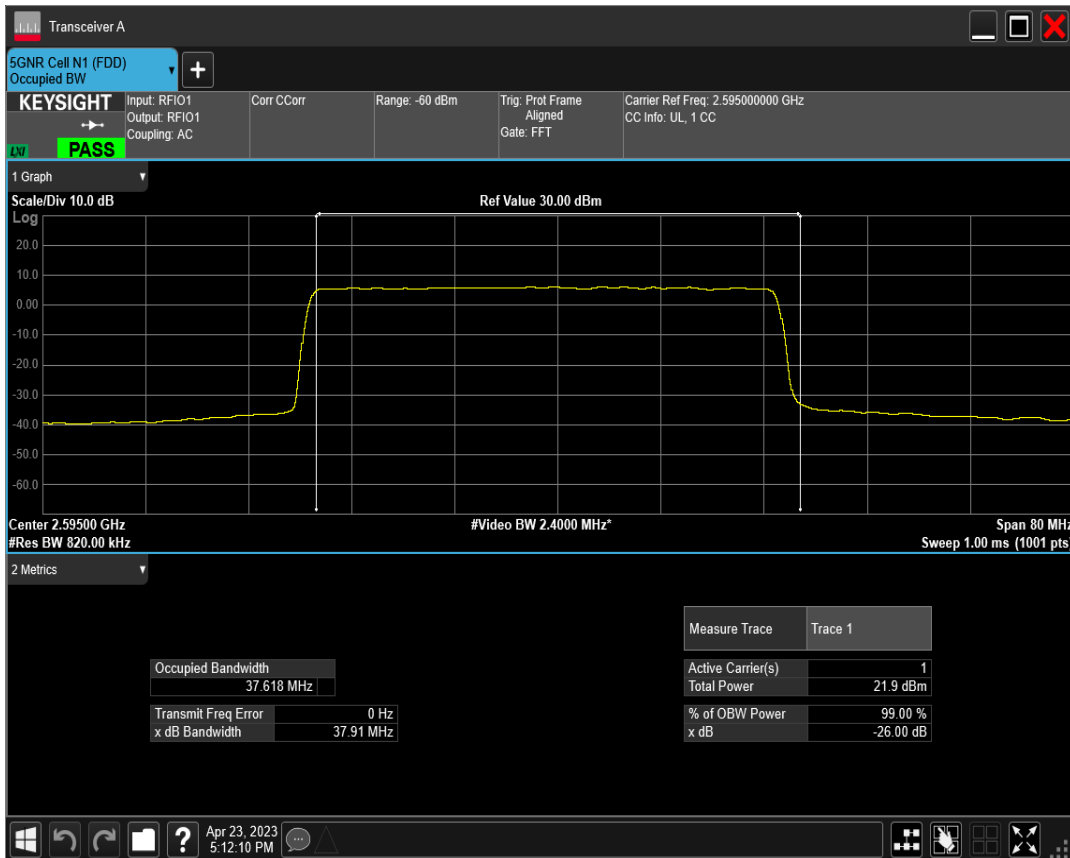 Transceiver A
5GNR Cell N1 (FDD)
Occupied BW
+
KEYSIGHT
LXI
PASS
Input: RFIO1
Output: RFIO1
Coupling: AC
Corr CCorr
Range: -60 dBm
Trig: Prot Frame
Aligned
Gate: FFT
Carrier Ref Freq: 2.595000000 GHz
CC Info: UL, 1 CC
1 Graph
Scale/Div 10.0 dB
Ref Value 30.00 dBm
Log
20.0
10.0
0.00
-10.0
-20.0
-30.0
-40.0
-50.0
-60.0
Center 2.59500 GHz
#Video BW 2.4000 MHz*
Span 80 MHz
#Res BW 820.00 kHz
Sweep 1.00 ms (1001 pts)
2 Metrics
Measure Trace
Trace 1
Occupied Bandwidth
37.618 MHz
Active Carrier(s) 1
Total Power 21.9 dBm
Transmit Freq Error 0 Hz
x dB Bandwidth 37.91 MHz
% of OBW Power 99.00 %
x dB -26.00 dB
?
Apr 23, 2023
5:12:10 PM